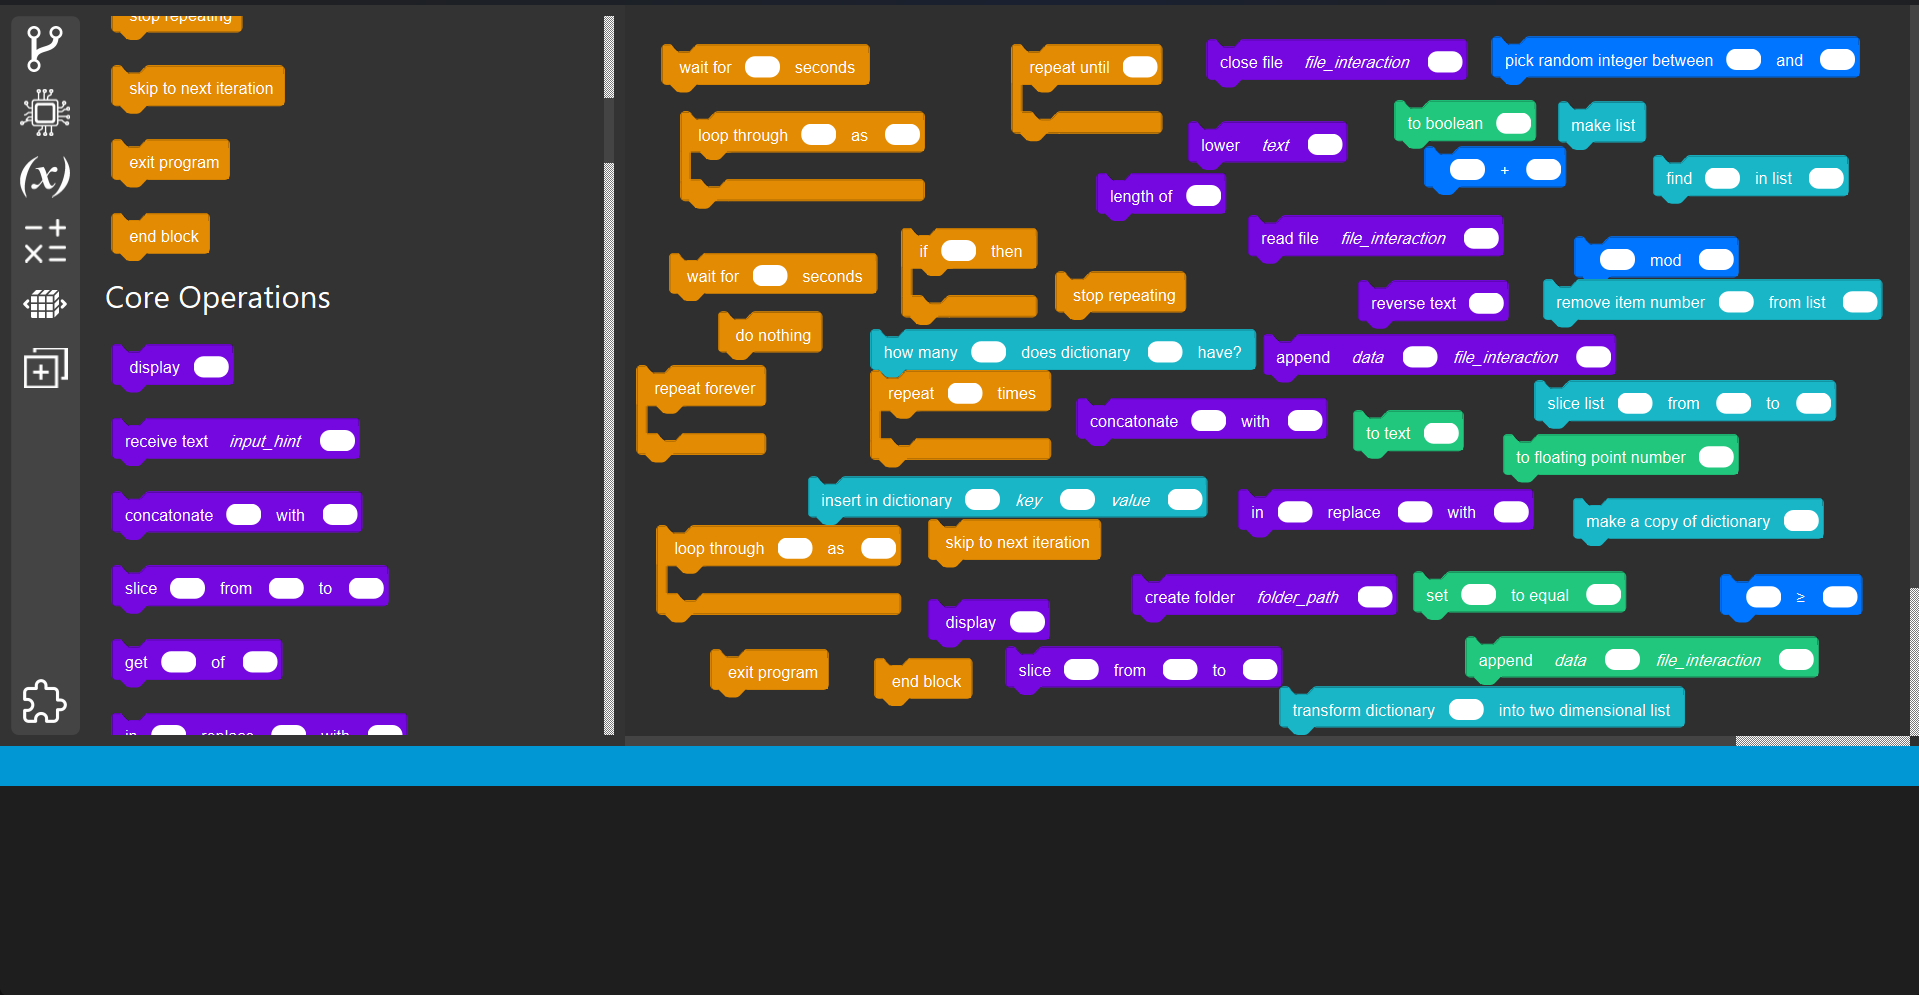 stop repeating
skip to next iteration
exit program
end block
Core Operations
display
receive text input_hint
concatonate with
slice from to
get of
in replace with
wait for seconds
repeat until
close file file_interaction
pick random integer between and
loop through as
lower text
to boolean
make list
+
length of
find in list
read file file_interaction
if then
mod
wait for seconds
stop repeating
reverse text
remove item number from list
do nothing
how many does dictionary have?
append data file_interaction
repeat forever
repeat times
concatonate with
to text
slice list from to
to floating point number
insert in dictionary key value
in replace with
make a copy of dictionary
loop through as
skip to next iteration
create folder folder_path
set to equal
≥
display
exit program
end block
slice from to
append data file_interaction
transform dictionary into two dimensional list
(x)